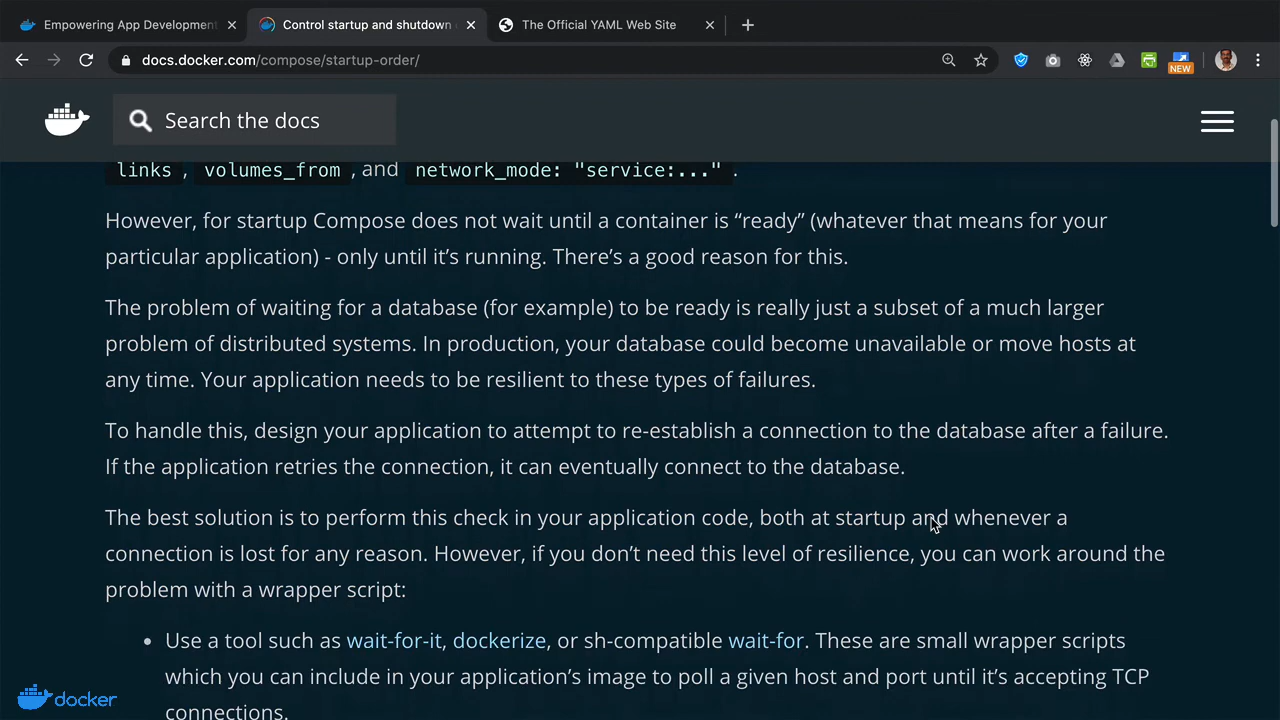 Empowering App Development
Control startup and shutdown
The Official YAML Web Site
docs.docker.com/compose/startup-order/
NEW
Search the docs
links , volumes_from , and network_mode: "service:..." .
However, for startup Compose does not wait until a container is “ready” (whatever that means for your
particular application) - only until it’s running. There’s a good reason for this.
The problem of waiting for a database (for example) to be ready is really just a subset of a much larger
problem of distributed systems. In production, your database could become unavailable or move hosts at
any time. Your application needs to be resilient to these types of failures.
To handle this, design your application to attempt to re-establish a connection to the database after a failure.
If the application retries the connection, it can eventually connect to the database.
The best solution is to perform this check in your application code, both at startup and whenever a
connection is lost for any reason. However, if you don’t need this level of resilience, you can work around the
problem with a wrapper script:
• Use a tool such as wait-for-it, dockerize, or sh-compatible wait-for. These are small wrapper scripts
which you can include in your application’s image to poll a given host and port until it’s accepting TCP
connections.
docker